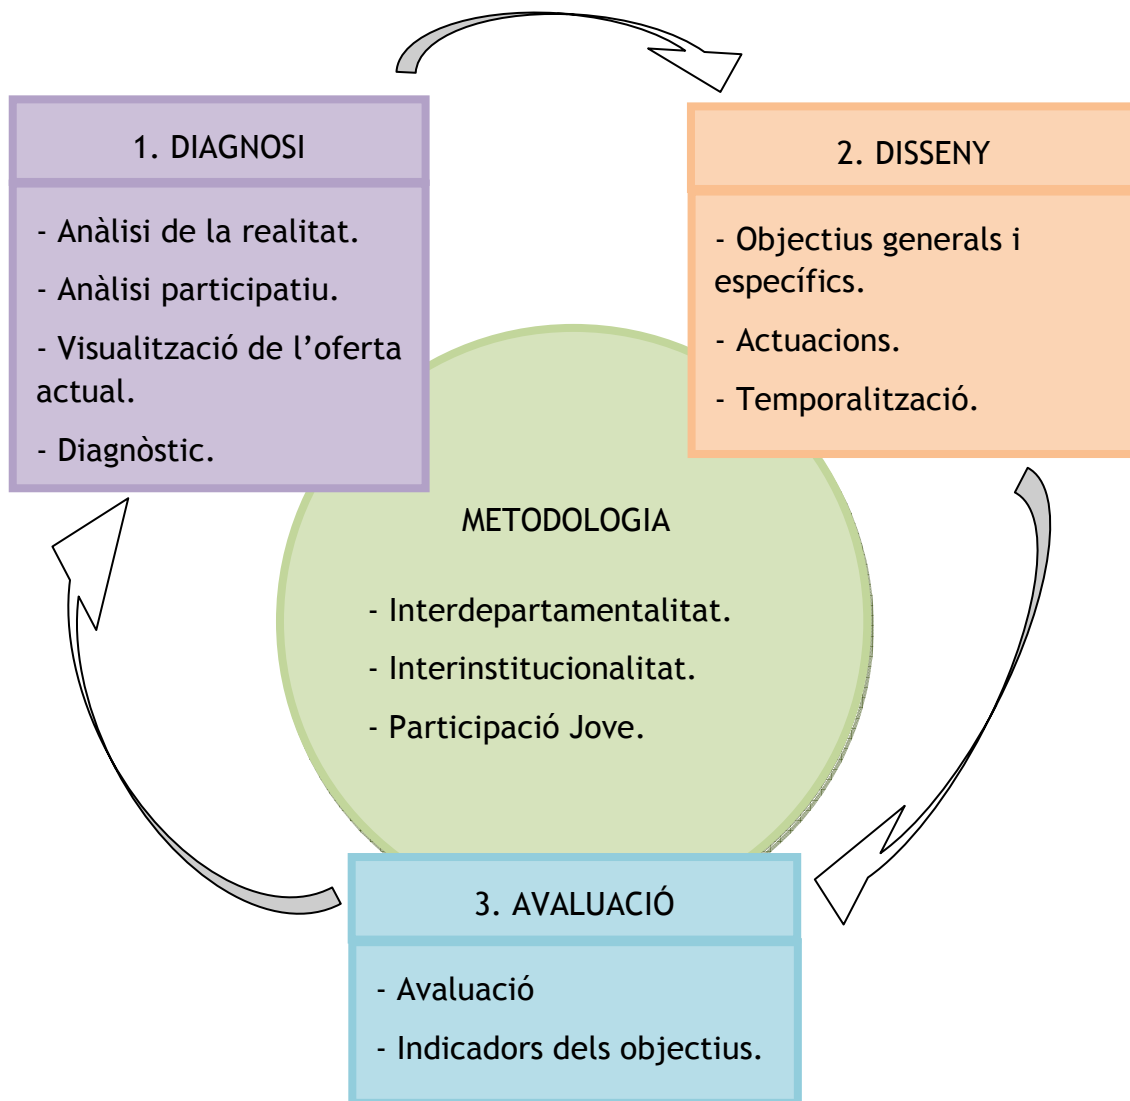 1. DIAGNOSI
- Anàlisi de la realitat.
- Anàlisi participatiu.
- Visualització de l’oferta
actual.
- Diagnòstic.
2. DISSENY
- Objectius generals i
específics.
- Actuacions.
- Temporalització.
METODOLOGIA
- Interdepartamentalitat.
- Interinstitucionalitat.
- Participació Jove.
3. AVALUACIÓ
- Avaluació
- Indicadors dels objectius.